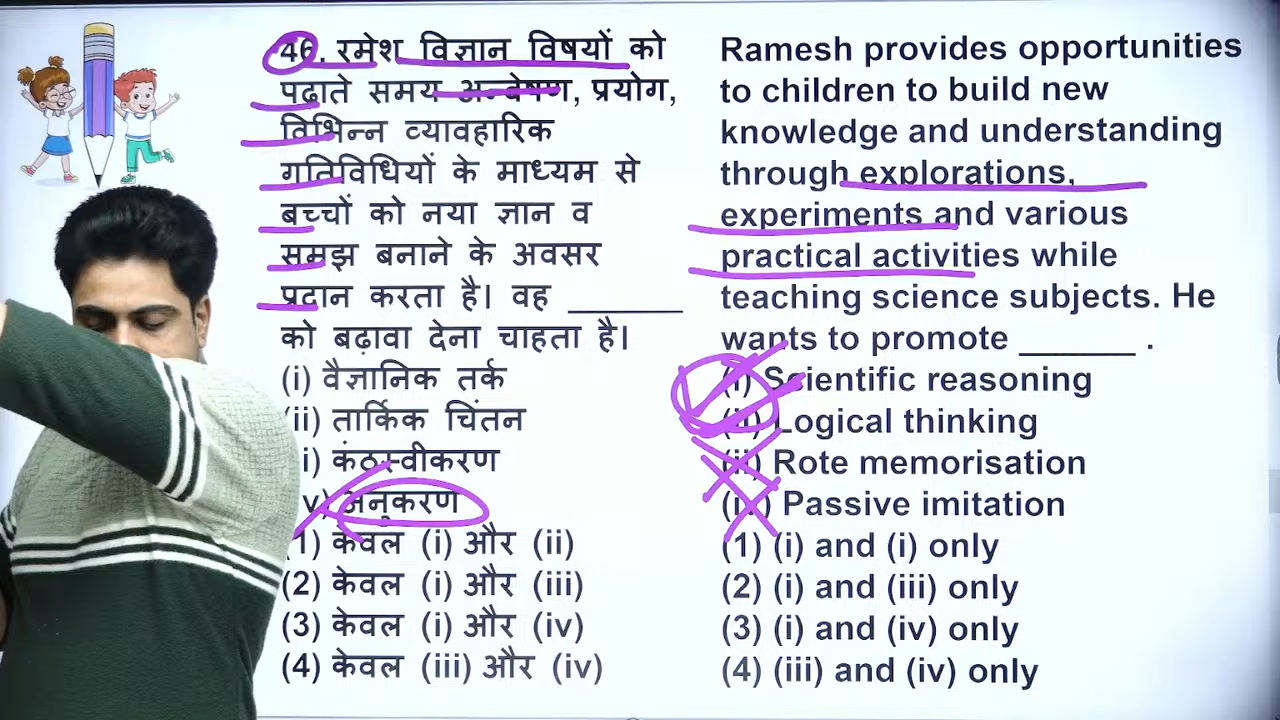 46. रमेश विज्ञान विषयों को
पढ़ाते समय अन्वेषण, प्रयोग,
विभिन्न व्यावहारिक
गतिविधियों के माध्यम से
बच्चों को नया ज्ञान व
समझ बनाने के अवसर
प्रदान करता है। वह ______
को बढ़ावा देना चाहता है।
(i) वैज्ञानिक तर्क
(ii) तार्किक चिंतन
i) कंठस्वीकरण
v) अनुकरण
(1) केवल (i) और (ii)
(2) केवल (i) और (iii)
(3) केवल (i) और (iv)
(4) केवल (iii) और (iv)
Ramesh provides opportunities
to children to build new
knowledge and understanding
through explorations,
experiments and various
practical activities while
teaching science subjects. He
wants to promote ______ .
(i) Scientific reasoning
(ii) Logical thinking
(ii) Rote memorisation
(iv) Passive imitation
(1) (i) and (i) only
(2) (i) and (iii) only
(3) (i) and (iv) only
(4) (iii) and (iv) only